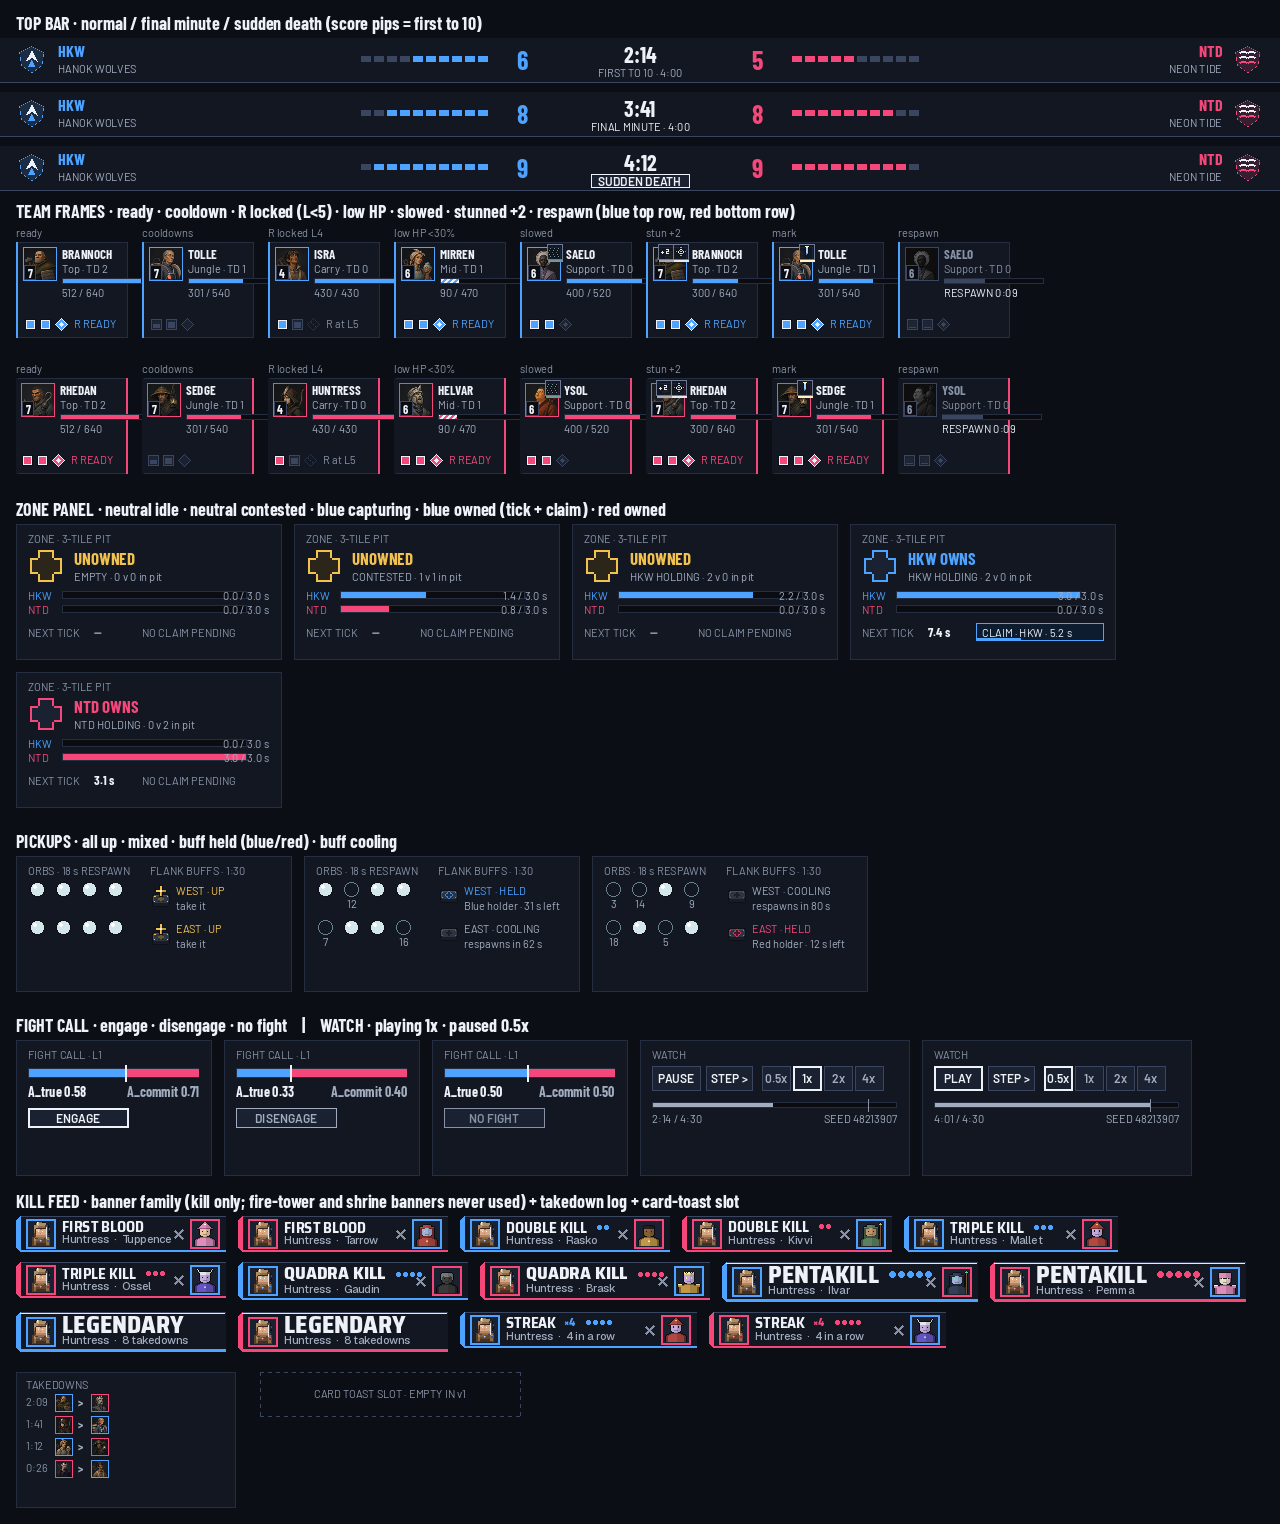 TOP BAR · normal / final minute / sudden death (score pips = first to 10)
HKW 6 2:14 5 NTD
HANOK WOLVES FIRST TO 10 · 4:00 NEON TIDE
HKW 8 3:41 8 NTD
HANOK WOLVES FINAL MINUTE · 4:00 NEON TIDE
HKW 9 4:12 9 NTD
HANOK WOLVES SUDDEN DEATH NEON TIDE
TEAM FRAMES · ready · cooldown · R locked (L<5) · low HP · slowed · stunned +2 · respawn (blue top row, red bottom row)
ready cooldowns R locked L4 low HP <30% slowed stun +2 mark respawn
BRANNOCH TOLLE ISRA MIRREN SAELO +2 BRANNOCH TOLLE SAELO
7 Top · TD 2 7 Jungle · TD 1 4 Carry · TD 0 6 Mid · TD 1 6 Support · TD 0 7 Top · TD 2 7 Jungle · TD 1 6 Support · TD 0
512 / 640 301 / 540 430 / 430 90 / 470 400 / 520 300 / 640 301 / 540 RESPAWN 0:09
R READY R at L5 R READY R READY R READY
ready cooldowns R locked L4 low HP <30% slowed stun +2 mark respawn
RHEDAN SEDGE HUNTRESS HELVAR YSOL +2 RHEDAN SEDGE YSOL
7 Top · TD 2 7 Jungle · TD 1 4 Carry · TD 0 6 Mid · TD 1 6 Support · TD 0 7 Top · TD 2 7 Jungle · TD 1 6 Support · TD 0
512 / 640 301 / 540 430 / 430 90 / 470 400 / 520 300 / 640 301 / 540 RESPAWN 0:09
R READY R at L5 R READY R READY R READY
ZONE PANEL · neutral idle · neutral contested · blue capturing · blue owned (tick + claim) · red owned
ZONE · 3-TILE PIT ZONE · 3-TILE PIT ZONE · 3-TILE PIT ZONE · 3-TILE PIT
UNOWNED UNOWNED UNOWNED HKW OWNS
EMPTY · 0 v 0 in pit CONTESTED · 1 v 1 in pit HKW HOLDING · 2 v 0 in pit HKW HOLDING · 2 v 0 in pit
HKW 0.0 / 3.0 s HKW 1.4 / 3.0 s HKW 2.2 / 3.0 s HKW 3.0 / 3.0 s
NTD 0.0 / 3.0 s NTD 0.8 / 3.0 s NTD 0.0 / 3.0 s NTD 0.0 / 3.0 s
NEXT TICK – NO CLAIM PENDING NEXT TICK – NO CLAIM PENDING NEXT TICK – NO CLAIM PENDING NEXT TICK 7.4 s CLAIM · HKW · 5.2 s
ZONE · 3-TILE PIT
NTD OWNS
NTD HOLDING · 0 v 2 in pit
HKW 0.0 / 3.0 s
NTD 3.0 / 3.0 s
NEXT TICK 3.1 s NO CLAIM PENDING
PICKUPS · all up · mixed · buff held (blue/red) · buff cooling
ORBS · 18 s RESPAWN FLANK BUFFS · 1:30 ORBS · 18 s RESPAWN FLANK BUFFS · 1:30 ORBS · 18 s RESPAWN FLANK BUFFS · 1:30
WEST · UP WEST · HELD WEST · COOLING
take it 12 Blue holder · 31 s left 3 14 9 respawns in 80 s
EAST · UP EAST · COOLING EAST · HELD
take it 7 16 respawns in 62 s 18 5 Red holder · 12 s left
FIGHT CALL · engage · disengage · no fight | WATCH · playing 1x · paused 0.5x
FIGHT CALL · L1 FIGHT CALL · L1 FIGHT CALL · L1 WATCH WATCH
PAUSE STEP > 0.5x 1x 2x 4x PLAY STEP > 0.5x 1x 2x 4x
A_true 0.58 A_commit 0.71 A_true 0.33 A_commit 0.40 A_true 0.50 A_commit 0.50
ENGAGE DISENGAGE NO FIGHT 2:14 / 4:30 SEED 48213907 4:01 / 4:30 SEED 48213907
KILL FEED · banner family (kill only; fire-tower and shrine banners never used) + takedown log + card-toast slot
FIRST BLOOD FIRST BLOOD DOUBLE KILL DOUBLE KILL TRIPLE KILL
Huntress · Tuppence Huntress · Tarrow Huntress · Rasko Huntress · Kivvi Huntress · Mallet
TRIPLE KILL QUADRA KILL QUADRA KILL PENTAKILL PENTAKILL
Huntress · Ossel Huntress · Gaudin Huntress · Brask Huntress · Ilvar Huntress · Pemma
LEGENDARY LEGENDARY STREAK ×4 STREAK ×4
Huntress · 8 takedowns Huntress · 8 takedowns Huntress · 4 in a row Huntress · 4 in a row
TAKEDOWNS
CARD TOAST SLOT · EMPTY IN v1
2:09 >
1:41 >
1:12 >
0:26 >